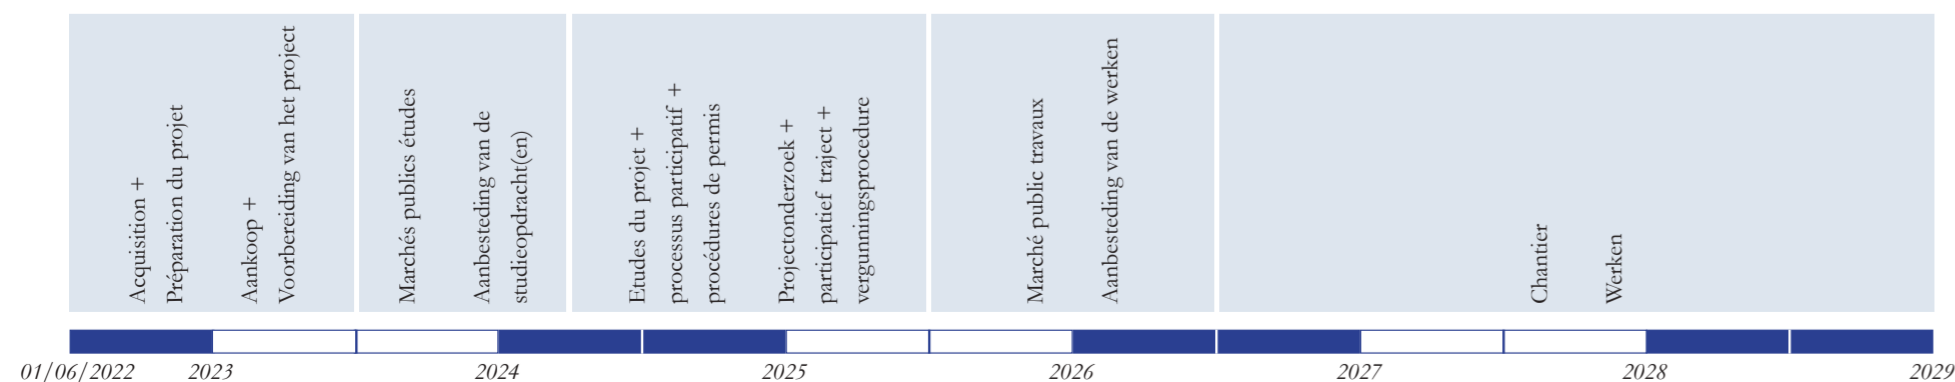 Acquisition +
Préparation du projet
Aankoop +
Voorbereiding van het project
Marchés publics études
Aanbesteding van de
studieopdracht(en)
Etudes du projet +
processus participatif +
procédures de permis
Projectonderzoek +
participatief traject +
vergunningsprocedure
Marché public travaux
Aanbesteding van de werken
Chantier
Werken
01/06/2022
2023
2024
2025
2026
2027
2028
2029